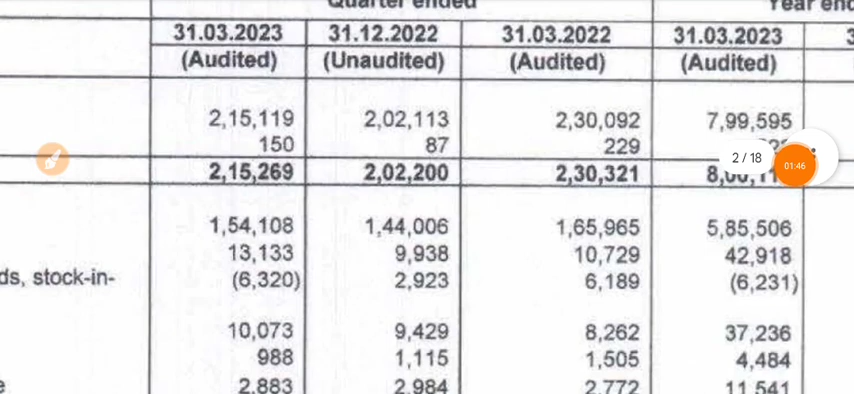 Quarter ended Year end
31.03.2023 31.12.2022 31.03.2022 31.03.2023 3
(Audited) (Unaudited) (Audited) (Audited)
2,15,119 2,02,113 2,30,092 7,99,595
150 87 229
2/18 01:46
2,15,269 2,02,200 2,30,321
1,54,108 1,44,006 1,65,965 5,85,506
13,133 9,938 10,729 42,918
ds, stock-in- (6,320) 2,923 6,189 (6,231)
10,073 9,429 8,262 37,236
988 1,115 1,505 4,484
e 2,883 2,984 2,772 11,541